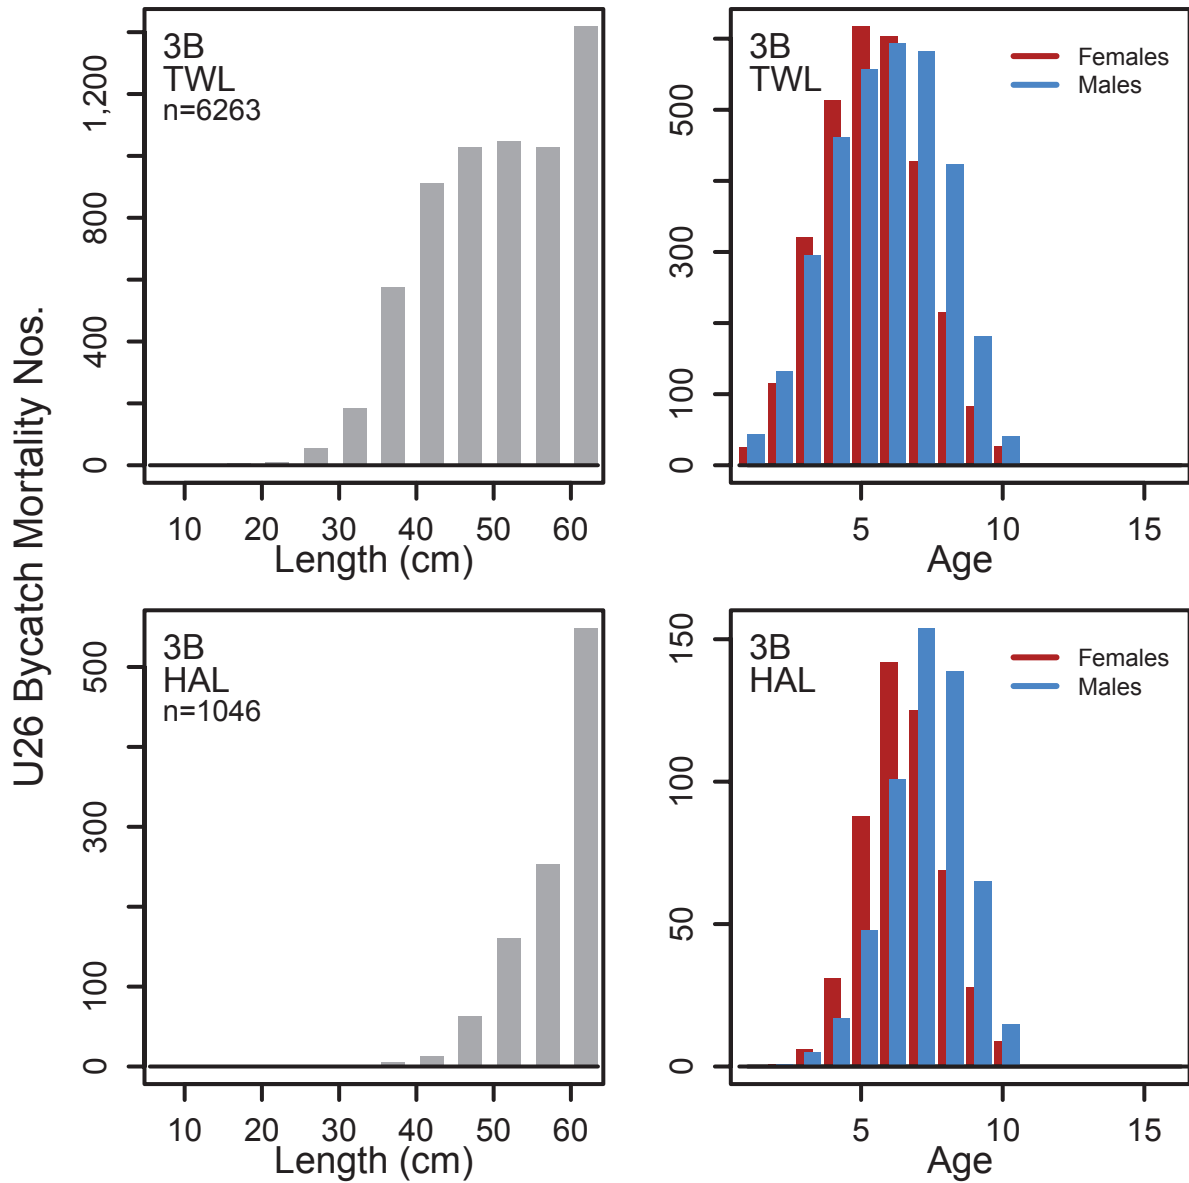 U26 Bycatch Mortality Nos.
3B
TWL
n=6263
0
400
800
1,200
10 20 30 40 50 60
Length (cm)
3B
TWL
Females
Males
0
100
300
500
5 10 15
Age
3B
HAL
n=1046
0
100
300
500
10 20 30 40 50 60
Length (cm)
3B
HAL
Females
Males
0
50
100
150
5 10 15
Age